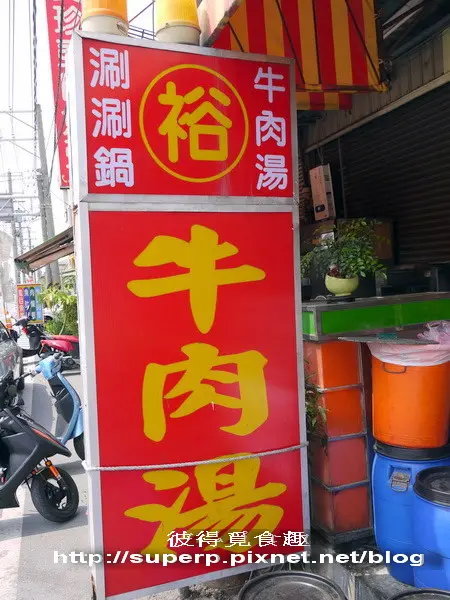 涮涮鍋
裕
牛肉湯
牛肉湯
彼得覓食趣
http://superp.pixnet.net/blog